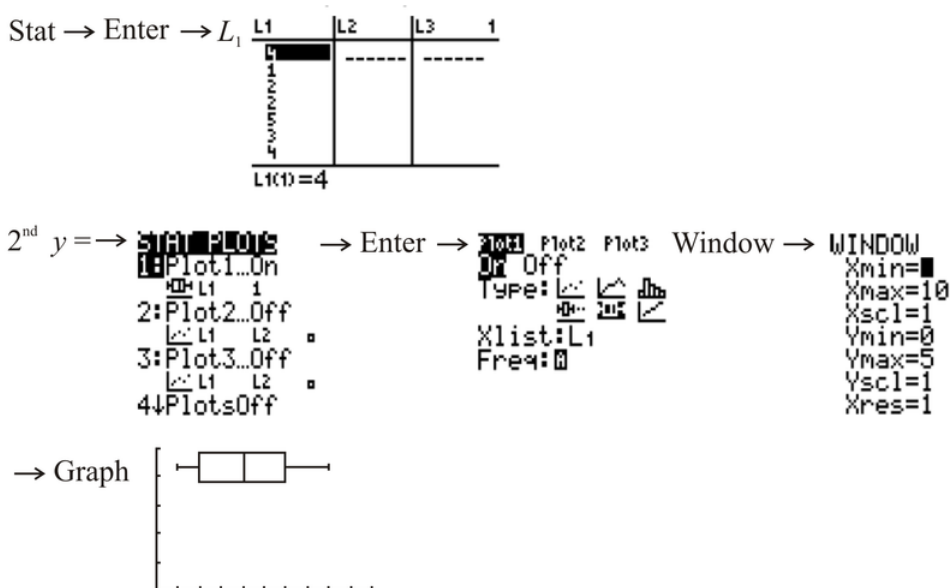 Stat → Enter → L₁
L1 L2 L3 1
4 ------ ------
1
2
2
5
3
4
L1(1)=4
2ⁿᵈ y = →
STAT PLOTS
1:Plot1…On
L1 1
2:Plot2…Off
L1 L2 ▫
3:Plot3…Off
L1 L2 ▫
4↓PlotsOff
→ Enter →
Plot1 Plot2 Plot3
On Off
Type:
Xlist:L1
Freq:
Window →
WINDOW
Xmin=
Xmax=10
Xscl=1
Ymin=0
Ymax=5
Yscl=1
Xres=1
→ Graph